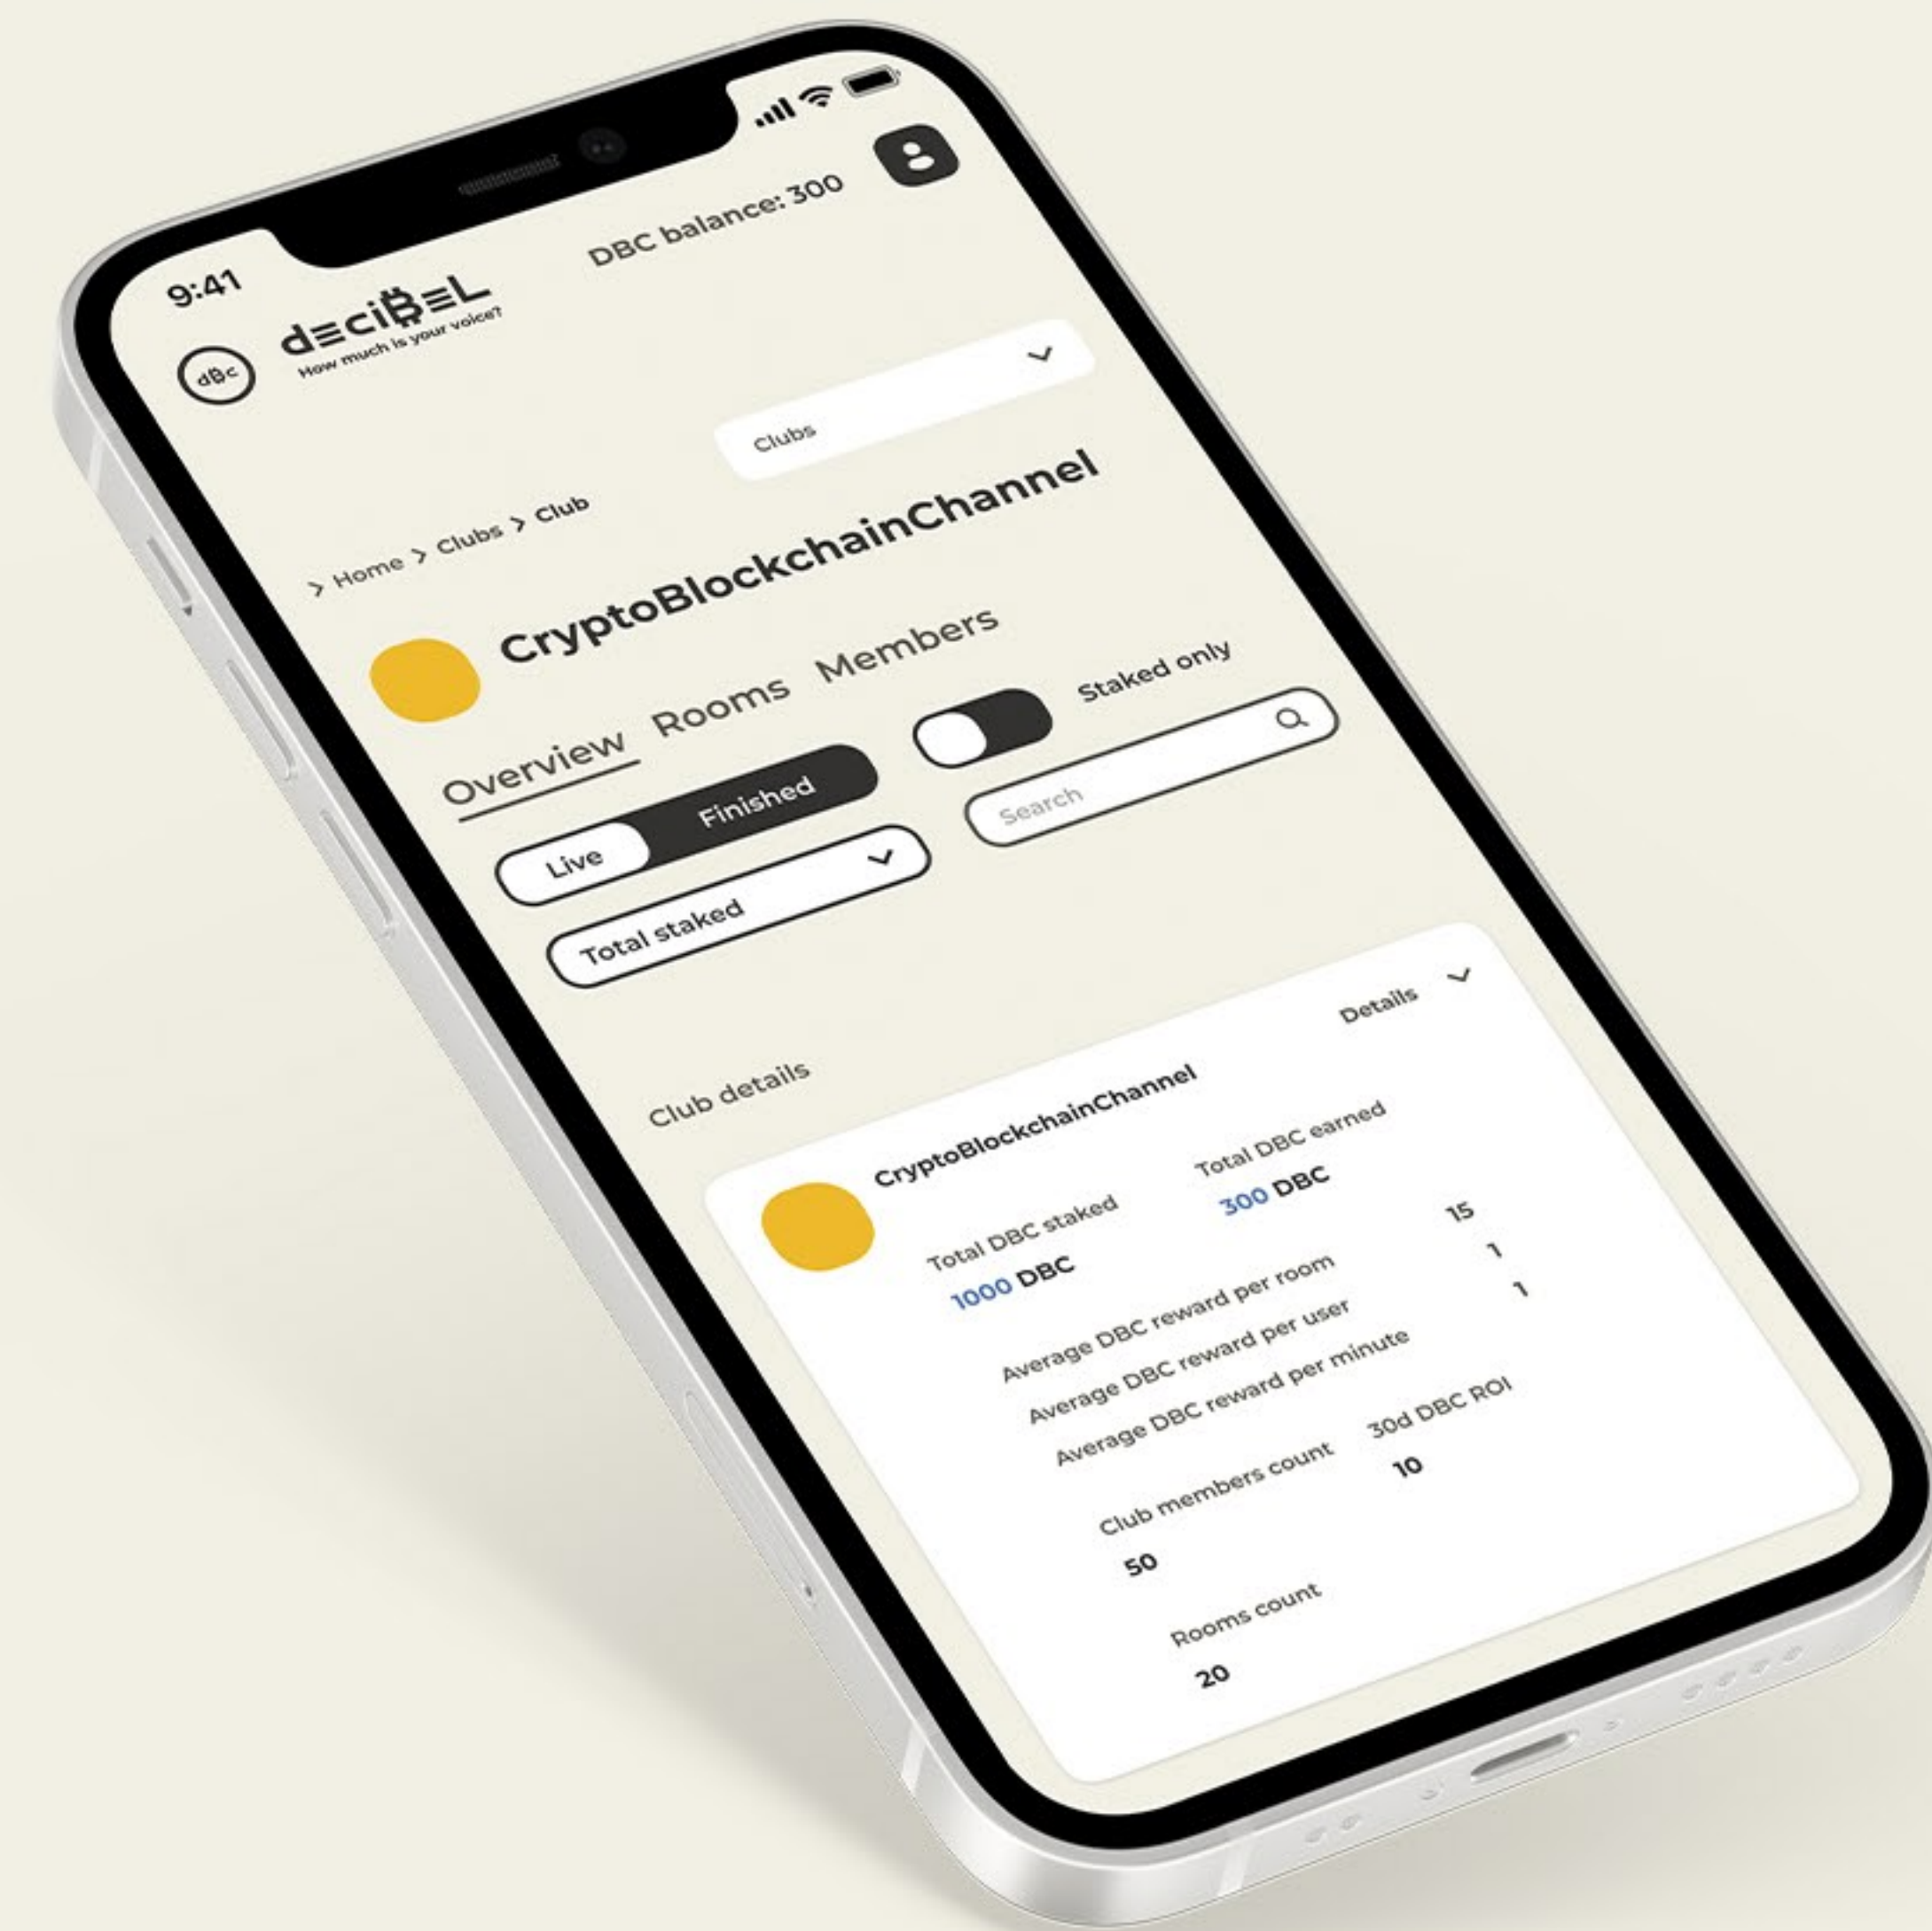 9:41
dBc
deciBeL
How much is your voice?
DBC balance: 300
Clubs
> Home > Clubs > Club
CryptoBlockchainChannel
Overview Rooms Members
Live Finished
Staked only
Total staked
Search
Club details
Details
CryptoBlockchainChannel
Total DBC staked
1000 DBC
Total DBC earned
300 DBC
Average DBC reward per room 15
Average DBC reward per user 1
Average DBC reward per minute 1
Club members count
50
30d DBC ROI
10
Rooms count
20